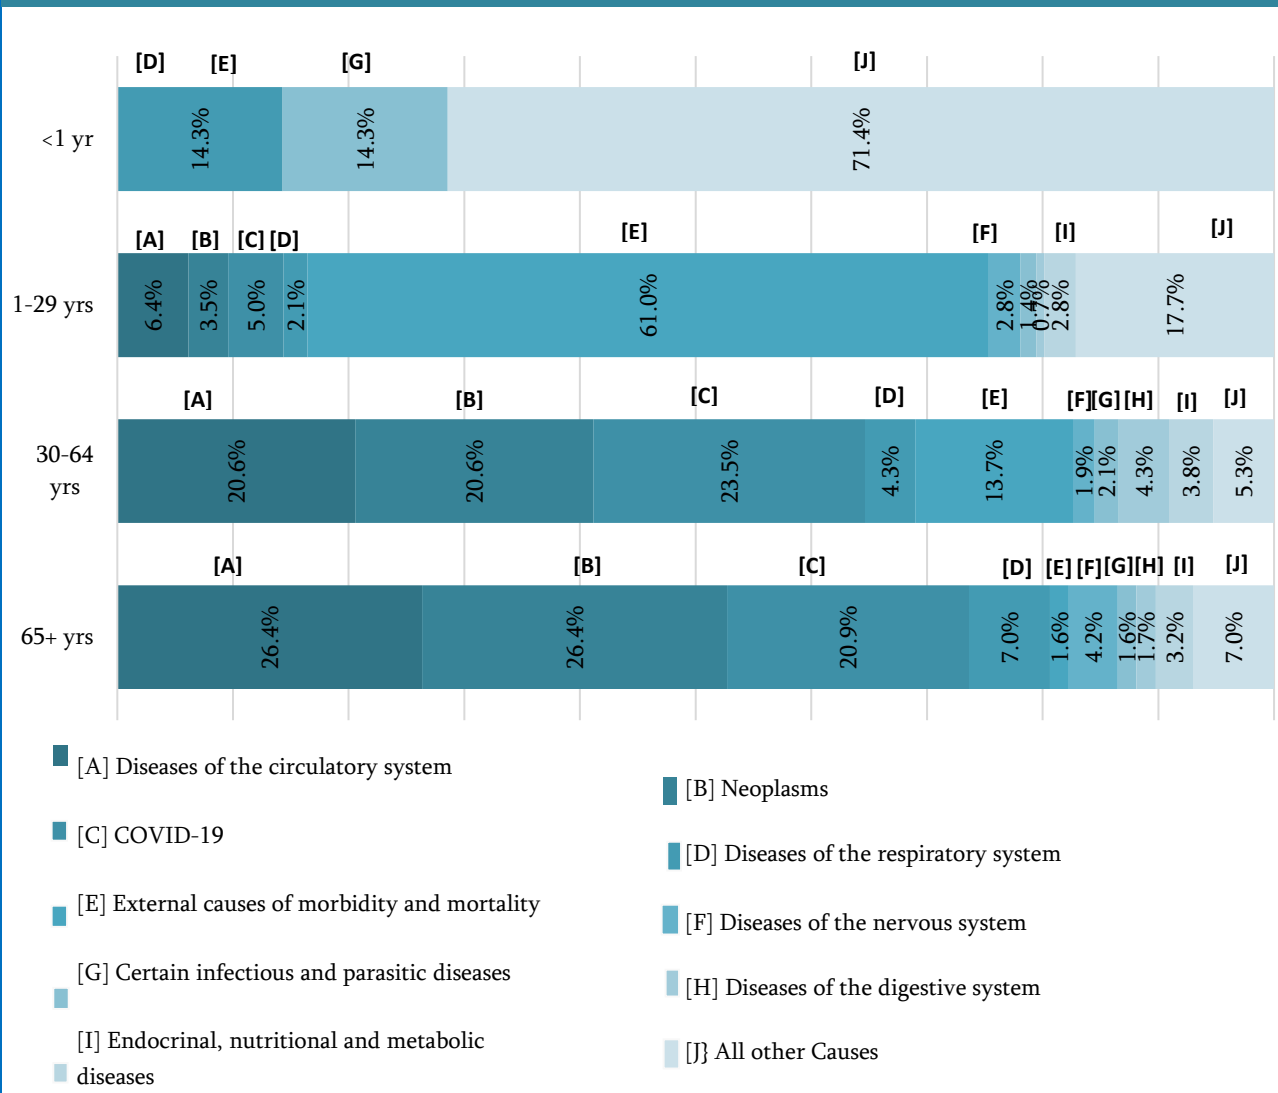 [D] [E] [G] [J]
<1 yr 14.3% 14.3% 71.4%
[A] [B] [C] [D] [E] [F] [I] [J]
1-29 yrs 6.4% 3.5% 5.0% 2.1% 61.0% 2.8% 1.4% 0.7% 2.8% 17.7%
[A] [B] [C] [D] [E] [F] [G] [H] [I] [J]
30-64
yrs
20.6% 20.6% 23.5% 4.3% 13.7% 1.9% 2.1% 4.3% 3.8% 5.3%
[A] [B] [C] [D] [E] [F] [G] [H] [I] [J]
65+ yrs 26.4% 26.4% 20.9% 7.0% 1.6% 4.2% 1.6% 1.7% 3.2% 7.0%
[A] Diseases of the circulatory system
[B] Neoplasms
[C] COVID-19
[D] Diseases of the respiratory system
[E] External causes of morbidity and mortality
[F] Diseases of the nervous system
[G] Certain infectious and parasitic diseases
[H] Diseases of the digestive system
[I] Endocrinal, nutritional and metabolic
diseases
[J} All other Causes